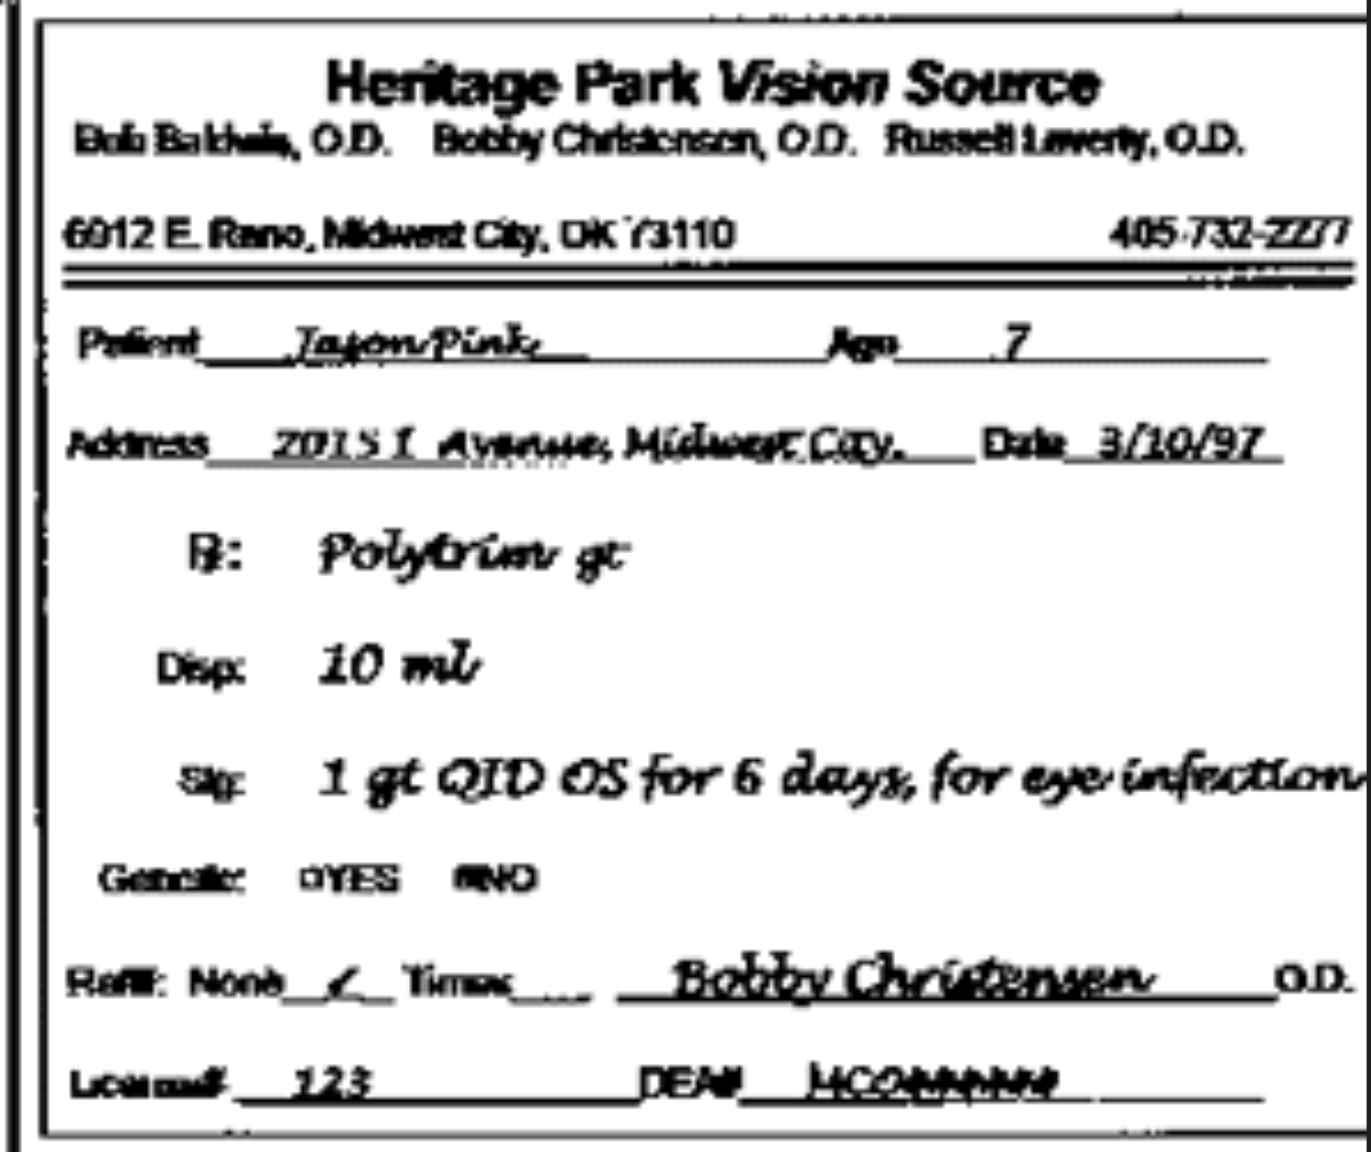 Heritage Park Vision Source
Bob Baldwin, O.D. Bobby Christensen, O.D. Russell Laverty, O.D.
6912 E. Reno, Midwest City, OK 73110 405-732-2277
Patient Jason Pink Age 7
Address 2015 1 Avenue, Midwest City. Date 3/10/97
Rx: Polytrim gt
Disp: 10 ml
Sig: 1 gt QID OS for 6 days, for eye infection
Generic: □YES ■NO
Refill: None ✓ Times Bobby Christensen O.D.
License# 123 DEA#